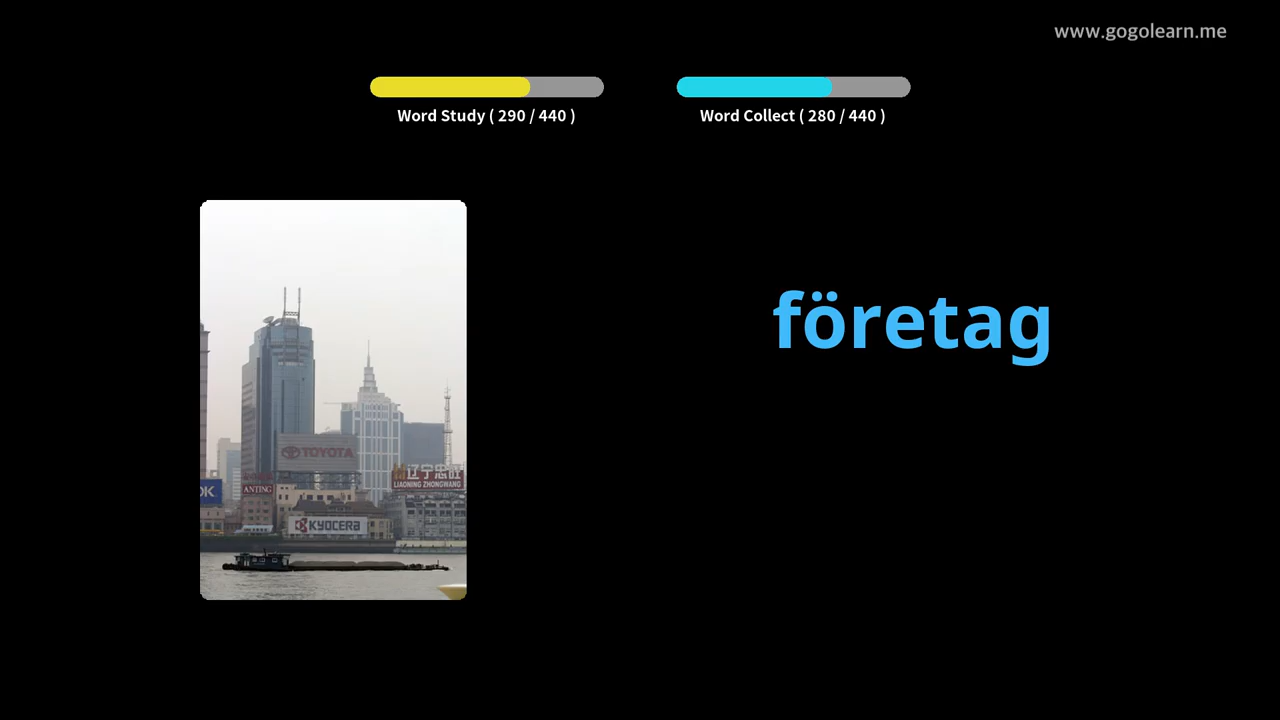 www.gogolearn.me
Word Study ( 290 / 440 )
Word Collect ( 280 / 440 )
företag
TOYOTA
辽宁忠旺
LIAONING ZHONGWANG
ANTING
KYOCERA